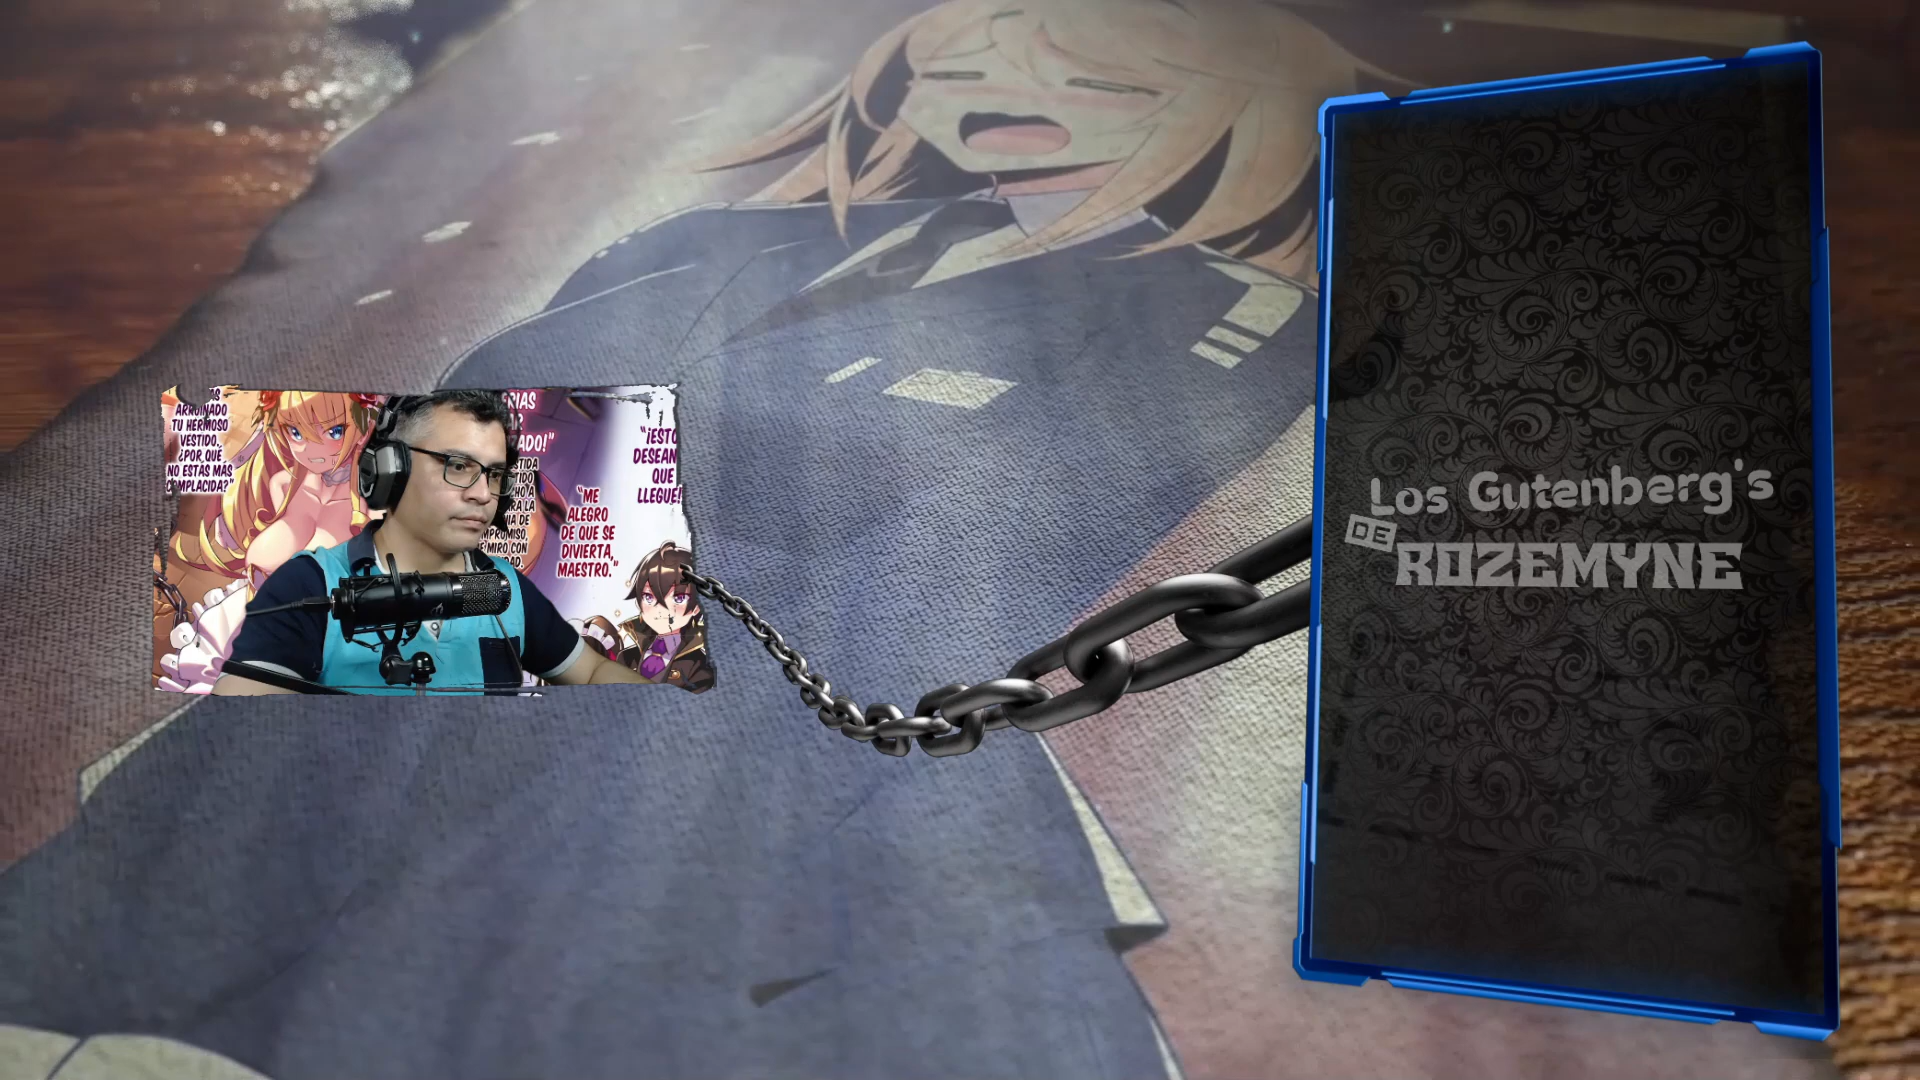 ARRUINADO
TU HERMOSO
VESTIDO.
¿POR QUÉ
NO ESTÁS MÁS
COMPLACIDA?"
"ME
ALEGRO
DE QUE SE
DIVIERTA,
MAESTRO."
"¡ESTO
DESEAN
QUE
LLEGUE!
Los Gutenberg's
DE
ROZEMYNE